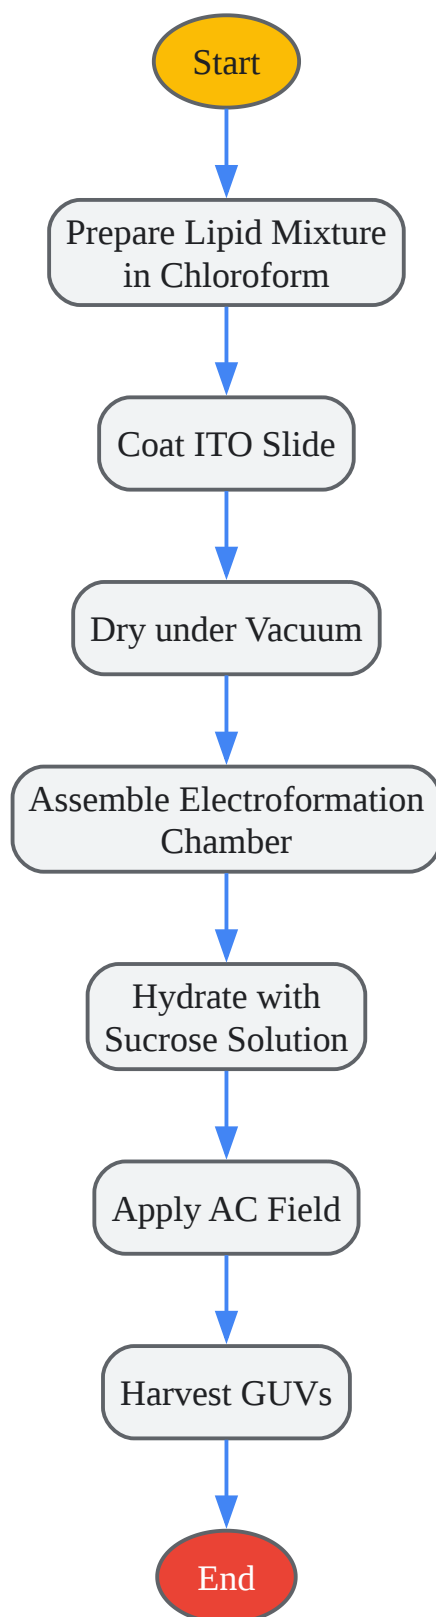 Start
Prepare Lipid Mixture
in Chloroform
Coat ITO Slide
Dry under Vacuum
Assemble Electroformation
Chamber
Hydrate with
Sucrose Solution
Apply AC Field
Harvest GUVs
End